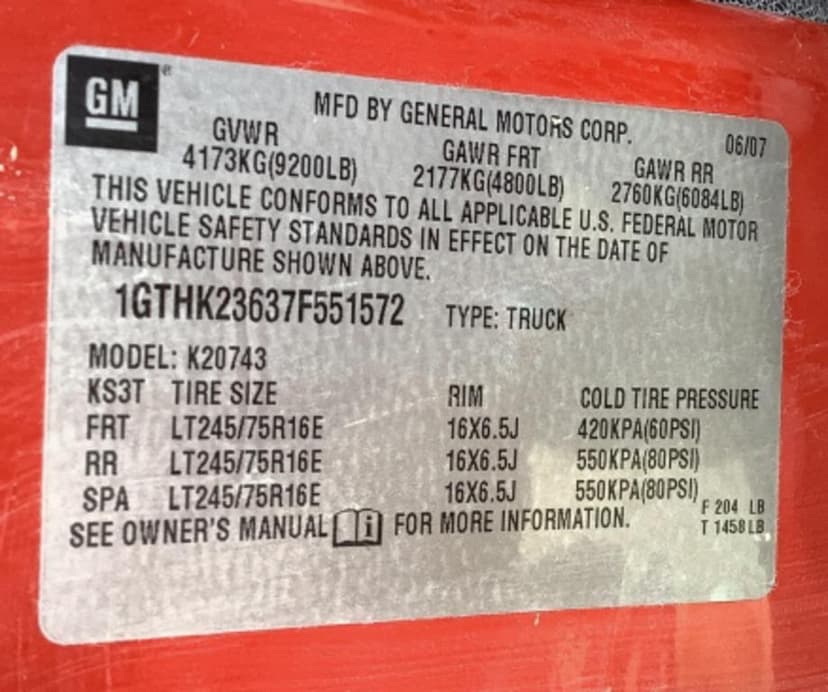 GM
MFD BY GENERAL MOTORS CORP. 06/07
GVWR GAWR FRT GAWR RR
4173KG(9200LB) 2177KG(4800LB) 2760KG(6084LB)
THIS VEHICLE CONFORMS TO ALL APPLICABLE U.S. FEDERAL MOTOR
VEHICLE SAFETY STANDARDS IN EFFECT ON THE DATE OF
MANUFACTURE SHOWN ABOVE.
1GTHK23637F551572 TYPE: TRUCK
MODEL: K20743
KS3T TIRE SIZE RIM COLD TIRE PRESSURE
FRT LT245/75R16E 16X6.5J 420KPA(60PSI)
RR LT245/75R16E 16X6.5J 550KPA(80PSI)
SPA LT245/75R16E 16X6.5J 550KPA(80PSI)
F 204 LB
SEE OWNER'S MANUAL i FOR MORE INFORMATION. T 1458LB